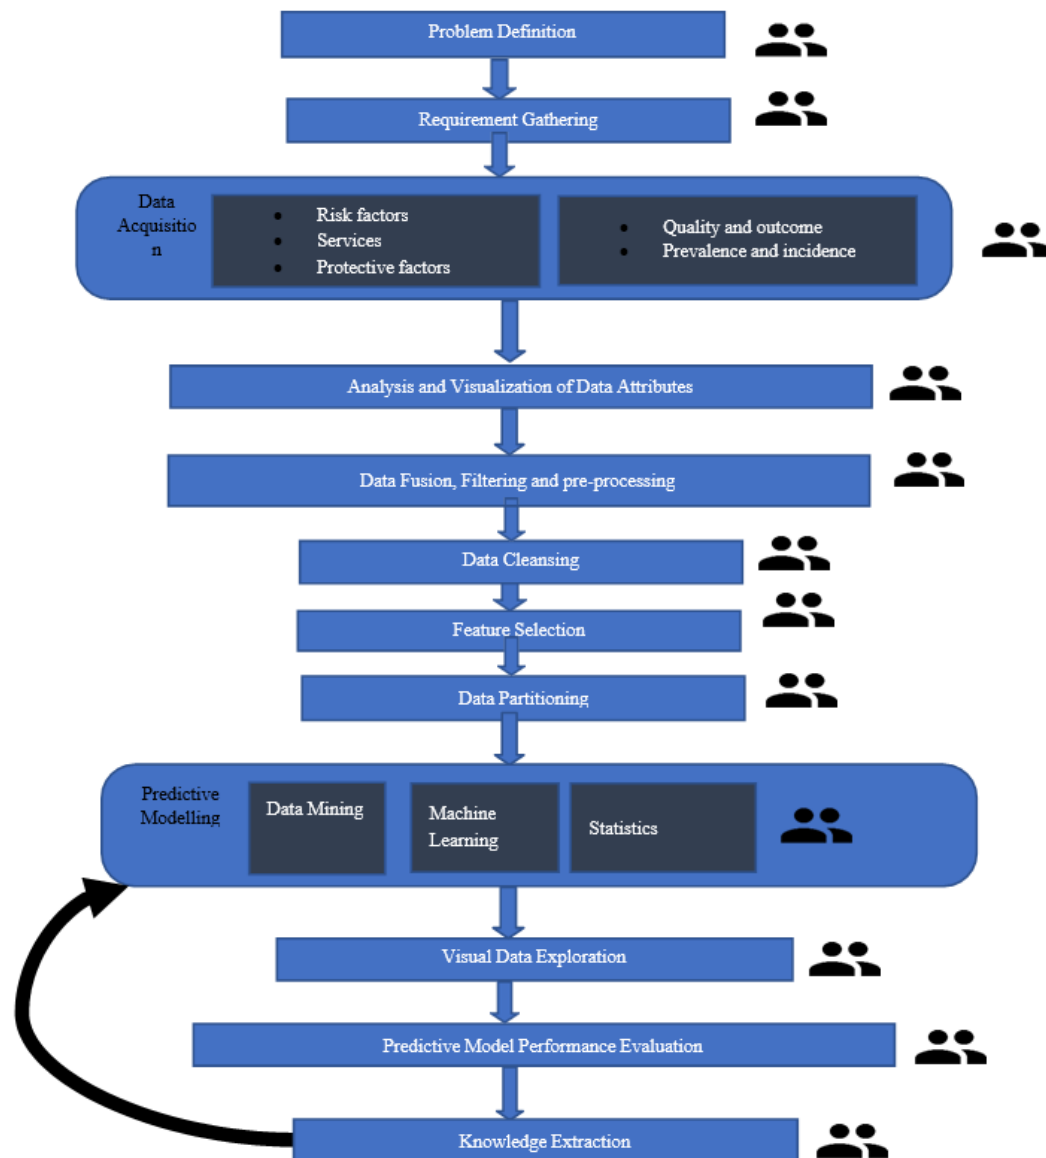 Problem Definition
Requirement Gathering
Data
Acquisitio
n
Risk factors
Services
Protective factors
Quality and outcome
Prevalence and incidence
Analysis and Visualization of Data Attributes
Data Fusion, Filtering and pre-processing
Data Cleansing
Feature Selection
Data Partitioning
Predictive
Modelling
Data Mining
Machine
Learning
Statistics
Visual Data Exploration
Predictive Model Performance Evaluation
Knowledge Extraction